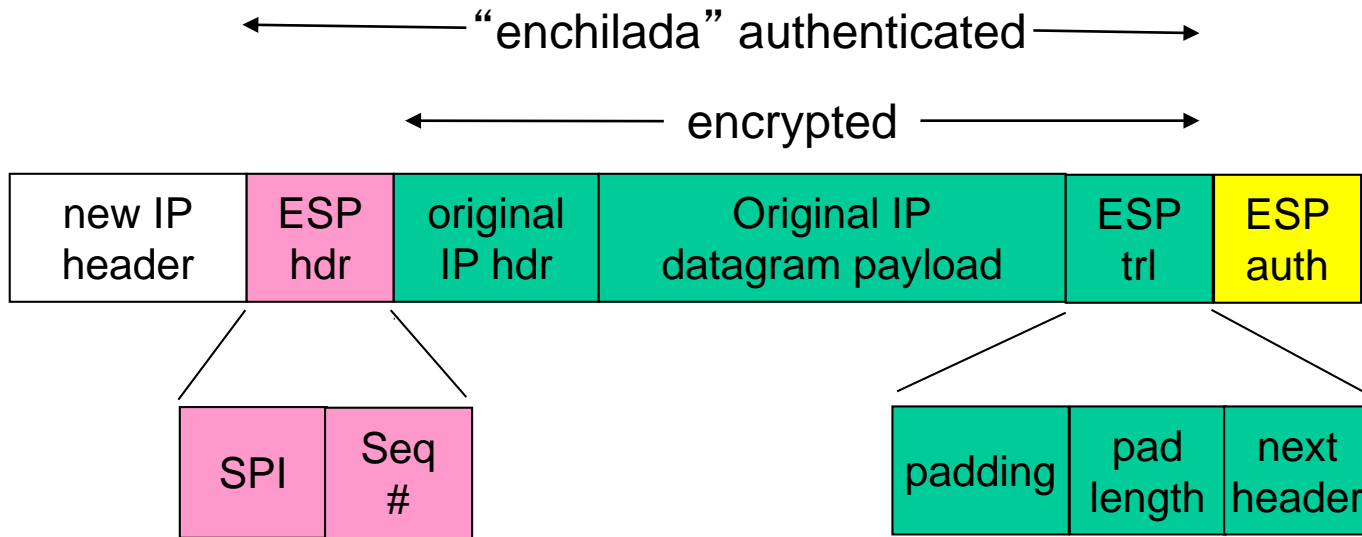 “enchilada” authenticated
encrypted
new IP
header
ESP
hdr
original
IP hdr
Original IP
datagram payload
ESP
trl
ESP
auth
SPI
Seq
#
padding
pad
length
next
header